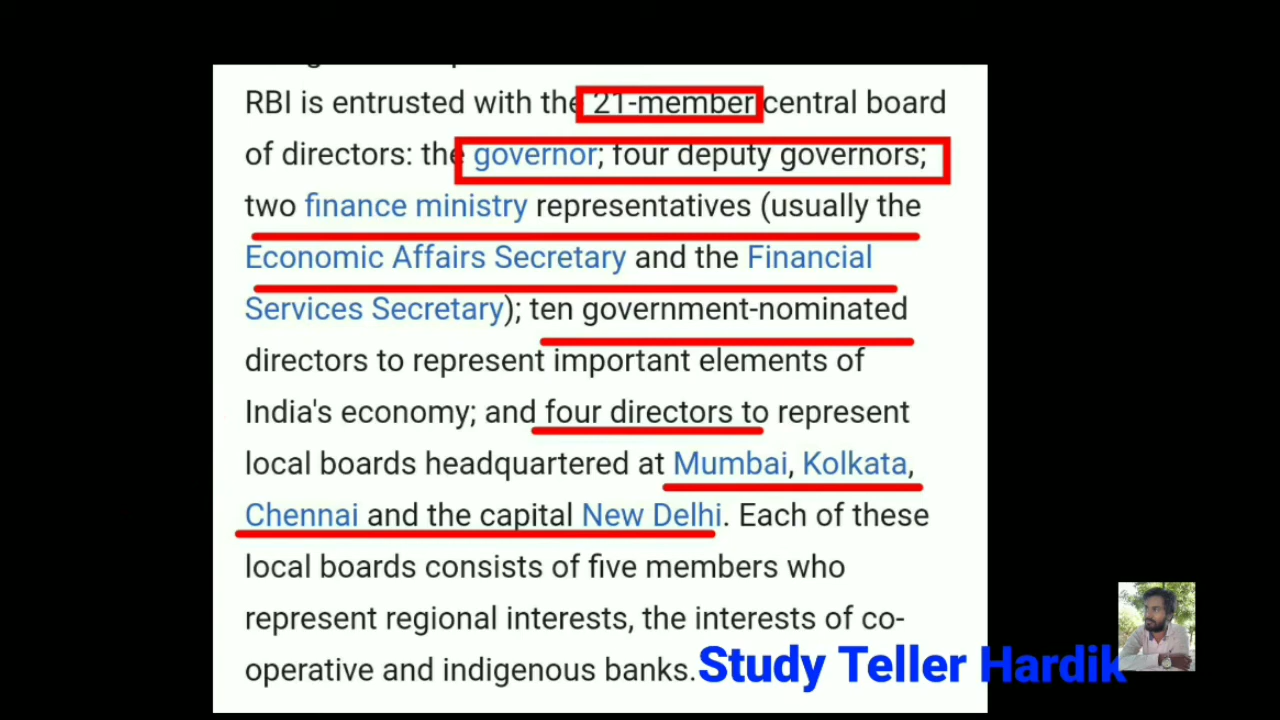 RBI is entrusted with the 21-member central board
of directors: the governor; four deputy governors;
two finance ministry representatives (usually the
Economic Affairs Secretary and the Financial
Services Secretary); ten government-nominated
directors to represent important elements of
India's economy; and four directors to represent
local boards headquartered at Mumbai, Kolkata,
Chennai and the capital New Delhi. Each of these
local boards consists of five members who
represent regional interests, the interests of co-
operative and indigenous banks.
Study Teller Hardik